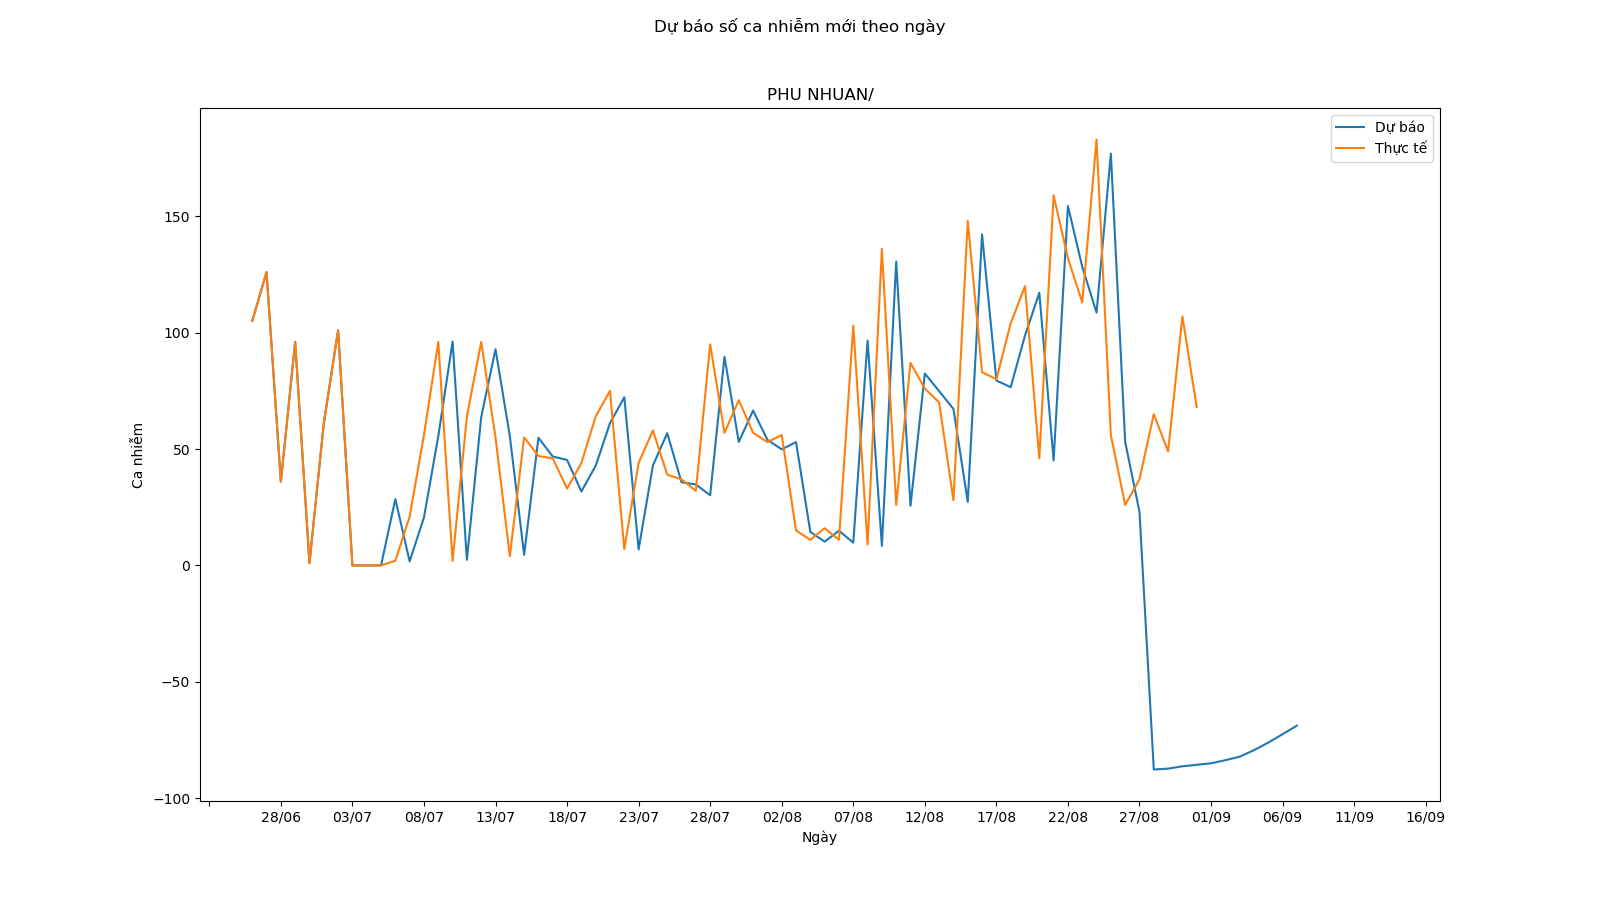 Dự báo số ca nhiễm mới theo ngày
PHU NHUAN/
Dự báo
Thực tế
150
100
50
0
−50
−100
Ca nhiễm
28/06 03/07 08/07 13/07 18/07 23/07 28/07 02/08 07/08 12/08 17/08 22/08 27/08 01/09 06/09 11/09 16/09
Ngày